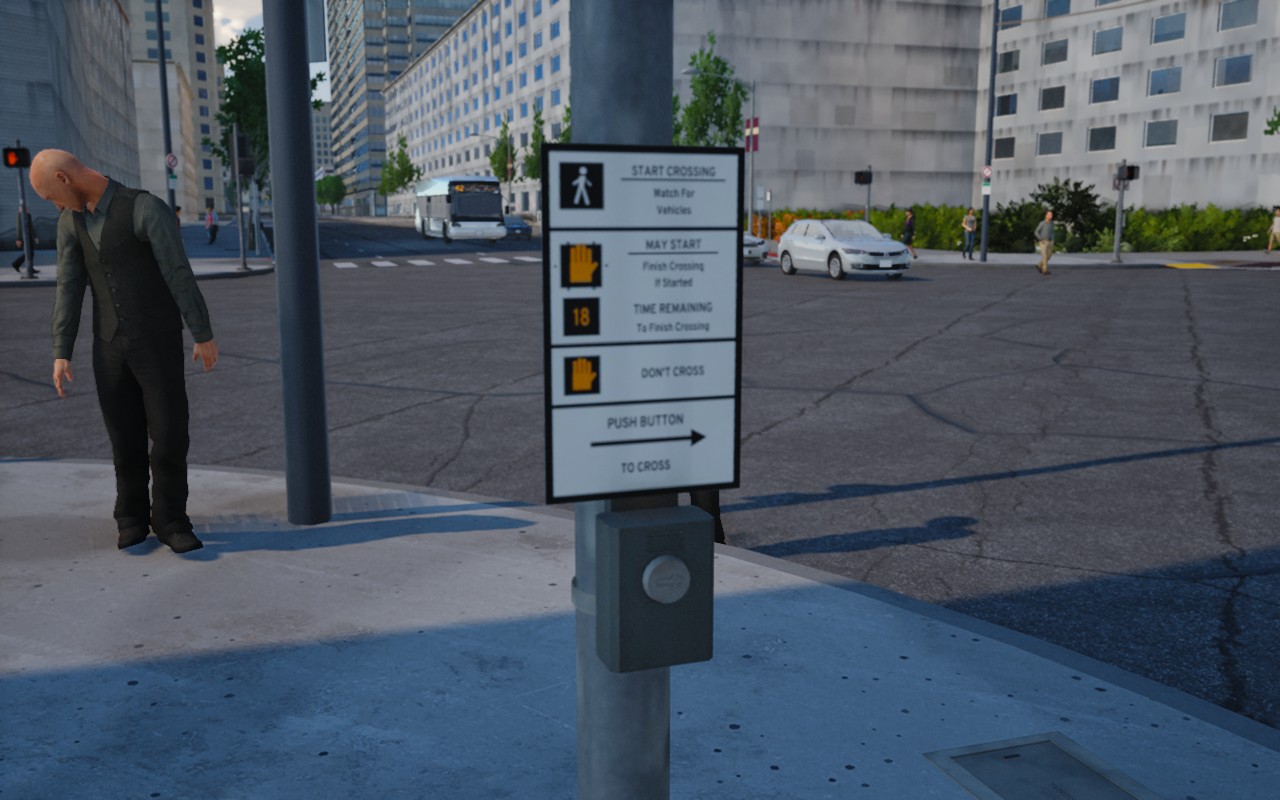 START CROSSING
Watch For
Vehicles
MAY START
Finish Crossing
If Started
18
TIME REMAINING
To Finish Crossing
DON'T CROSS
PUSH BUTTON
TO CROSS